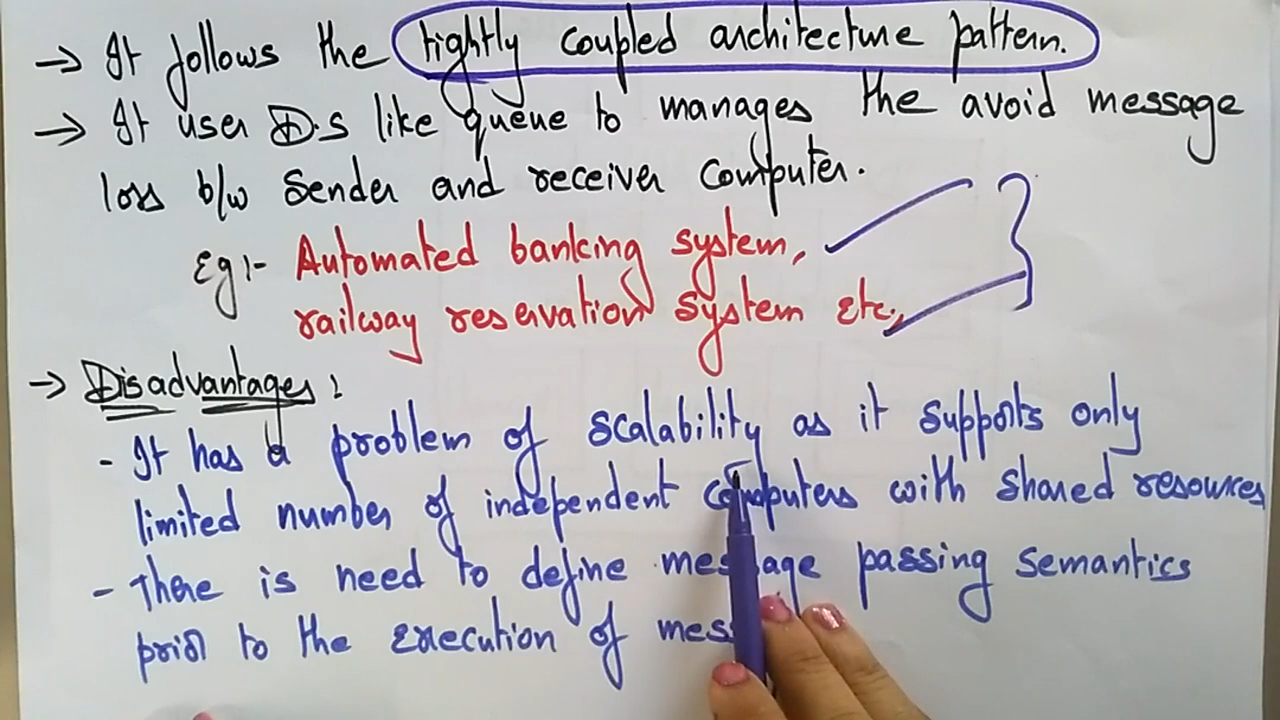 → It follows the tightly coupled architecture pattern.
→ It user D.S like queue to manages the avoid message
loss b/w Sender and receiver Computer.
Eg:- Automated banking system,
railway reservation system Etc.,
→ Disadvantages:
- It has a problem of scalability as it supports only
limited number of independent computers with shared resources
- There is need to define message passing semantics
prior to the Execution of